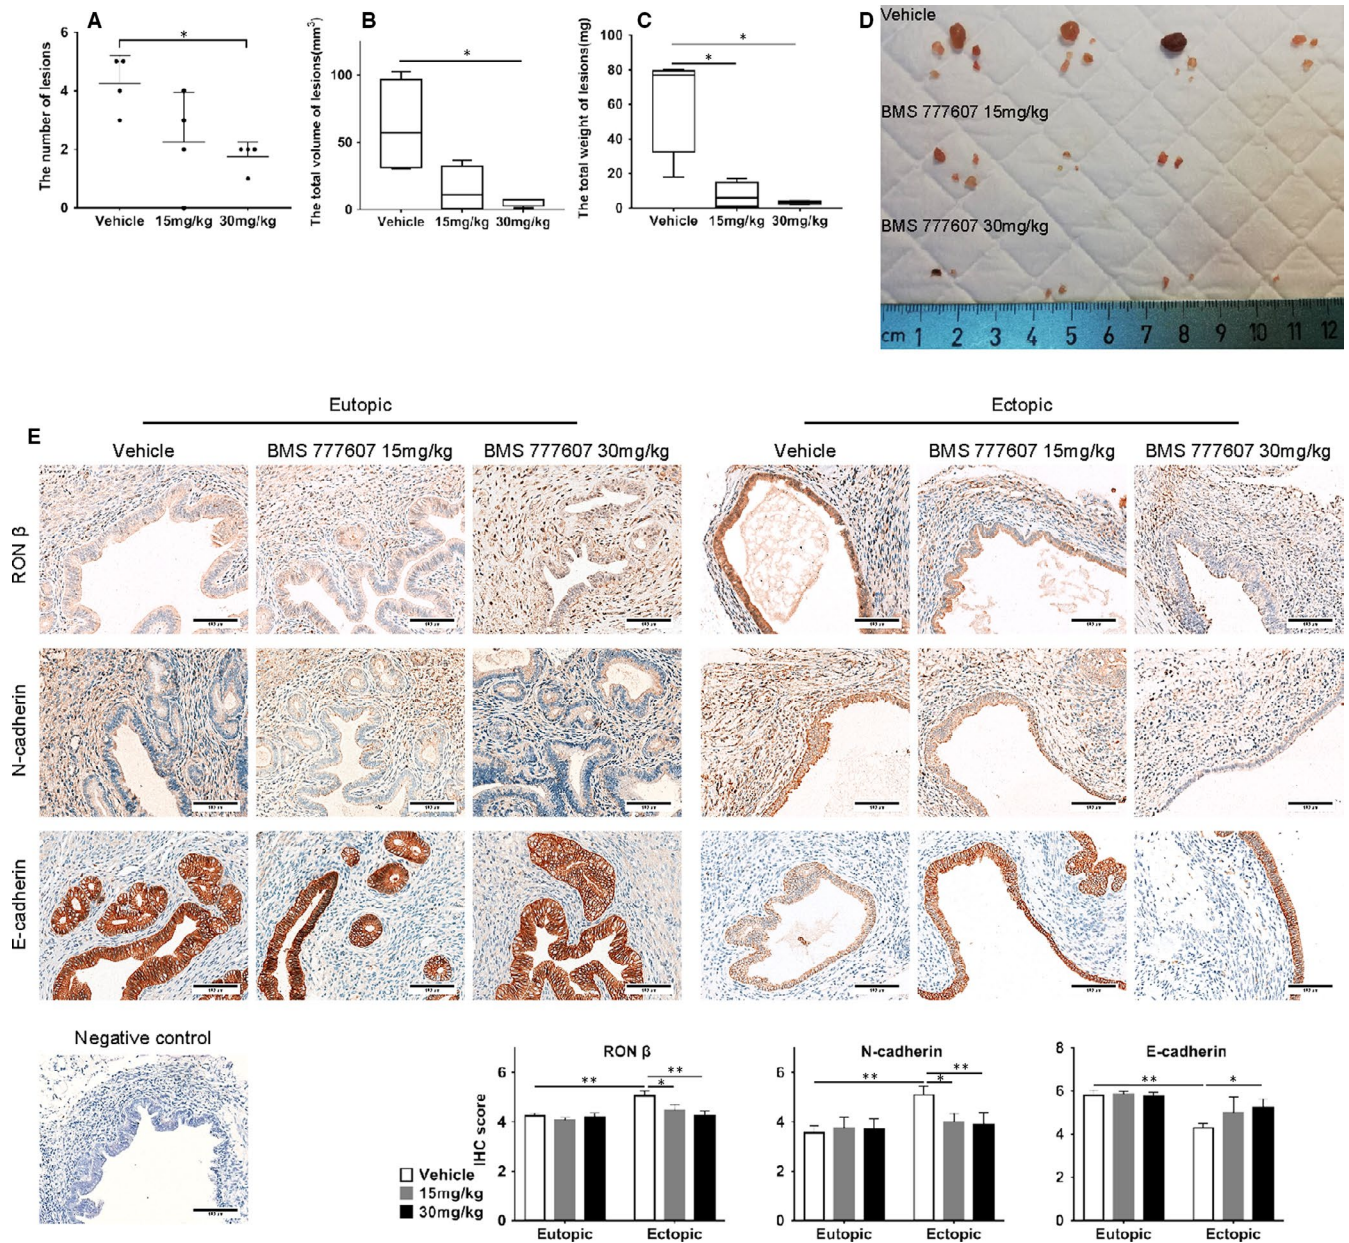 A
The number of lesions
6
4
2
0
*
Vehicle 15mg/kg 30mg/kg
B
The total volume of lesions(mm³)
100
50
0
*
Vehicle 15mg/kg 30mg/kg
C
The total weight of lesions(mg)
100
80
60
40
20
0
*
*
Vehicle 15mg/kg 30mg/kg
D
Vehicle
BMS 777607 15mg/kg
BMS 777607 30mg/kg
cm 1 2 3 4 5 6 7 8 9 10 11 12
E
Eutopic
Ectopic
Vehicle BMS 777607 15mg/kg BMS 777607 30mg/kg
Vehicle BMS 777607 15mg/kg BMS 777607 30mg/kg
RON β
N-cadherin
E-cadherin
Negative control
Vehicle
15mg/kg
30mg/kg
RON β
IHC score
6
4
2
0
**
*
**
Eutopic Ectopic
N-cadherin
6
4
2
0
**
*
**
Eutopic Ectopic
E-cadherin
8
6
4
2
0
**
*
Eutopic Ectopic